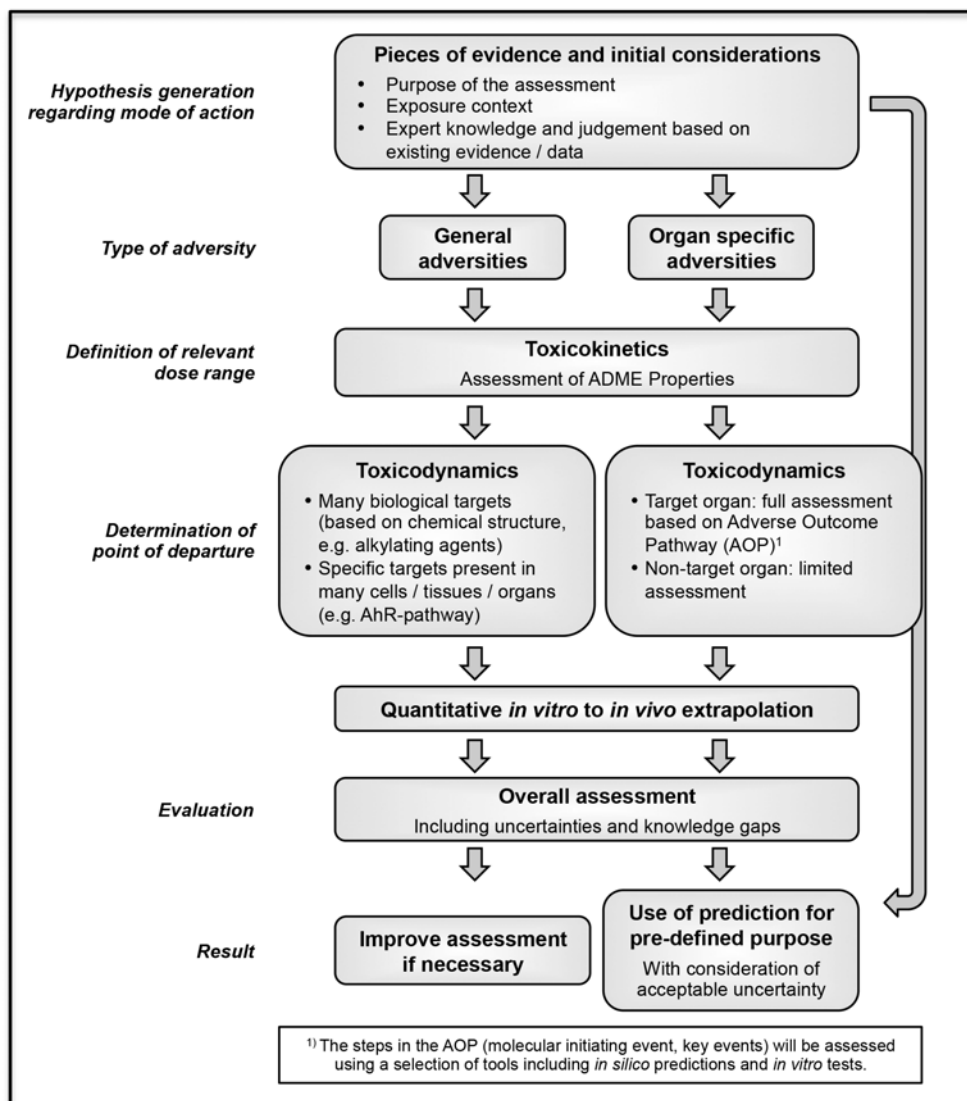 Hypothesis generation
regarding mode of action
Pieces of evidence and initial considerations
• Purpose of the assessment
• Exposure context
• Expert knowledge and judgement based on
existing evidence / data
Type of adversity
General
adversities
Organ specific
adversities
Definition of relevant
dose range
Toxicokinetics
Assessment of ADME Properties
Determination of
point of departure
Toxicodynamics
• Many biological targets
(based on chemical structure,
e.g. alkylating agents)
• Specific targets present in
many cells / tissues / organs
(e.g. AhR-pathway)
Toxicodynamics
• Target organ: full assessment
based on Adverse Outcome
Pathway (AOP)¹
• Non-target organ: limited
assessment
Quantitative in vitro to in vivo extrapolation
Evaluation
Overall assessment
Including uncertainties and knowledge gaps
Result
Improve assessment
if necessary
Use of prediction for
pre-defined purpose
With consideration of
acceptable uncertainty
¹⁾ The steps in the AOP (molecular initiating event, key events) will be assessed
using a selection of tools including in silico predictions and in vitro tests.